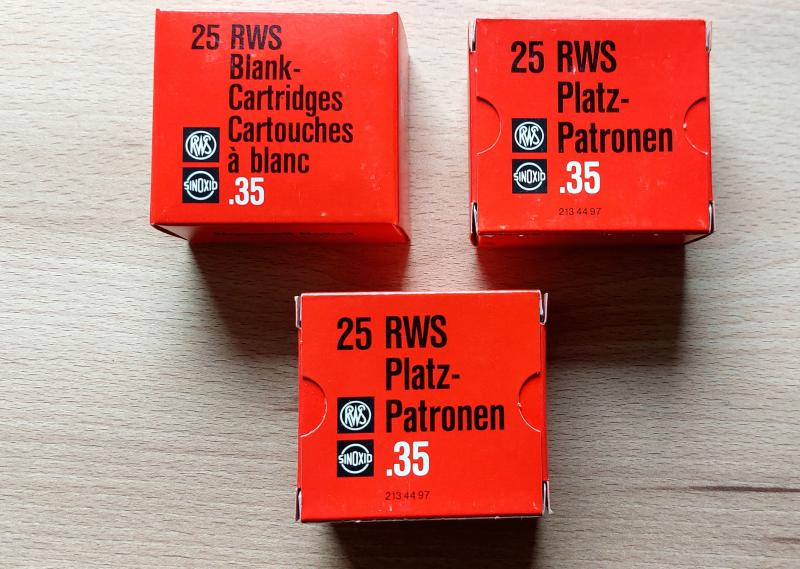 25 RWS
Blank-
Cartridges
Cartouches
à blanc
RWS
SINOXID
.35
25 RWS
Platz-
Patronen
RWS
SINOXID
.35
213 44 97
25 RWS
Platz-
Patronen
RWS
SINOXID
.35
213 44 97